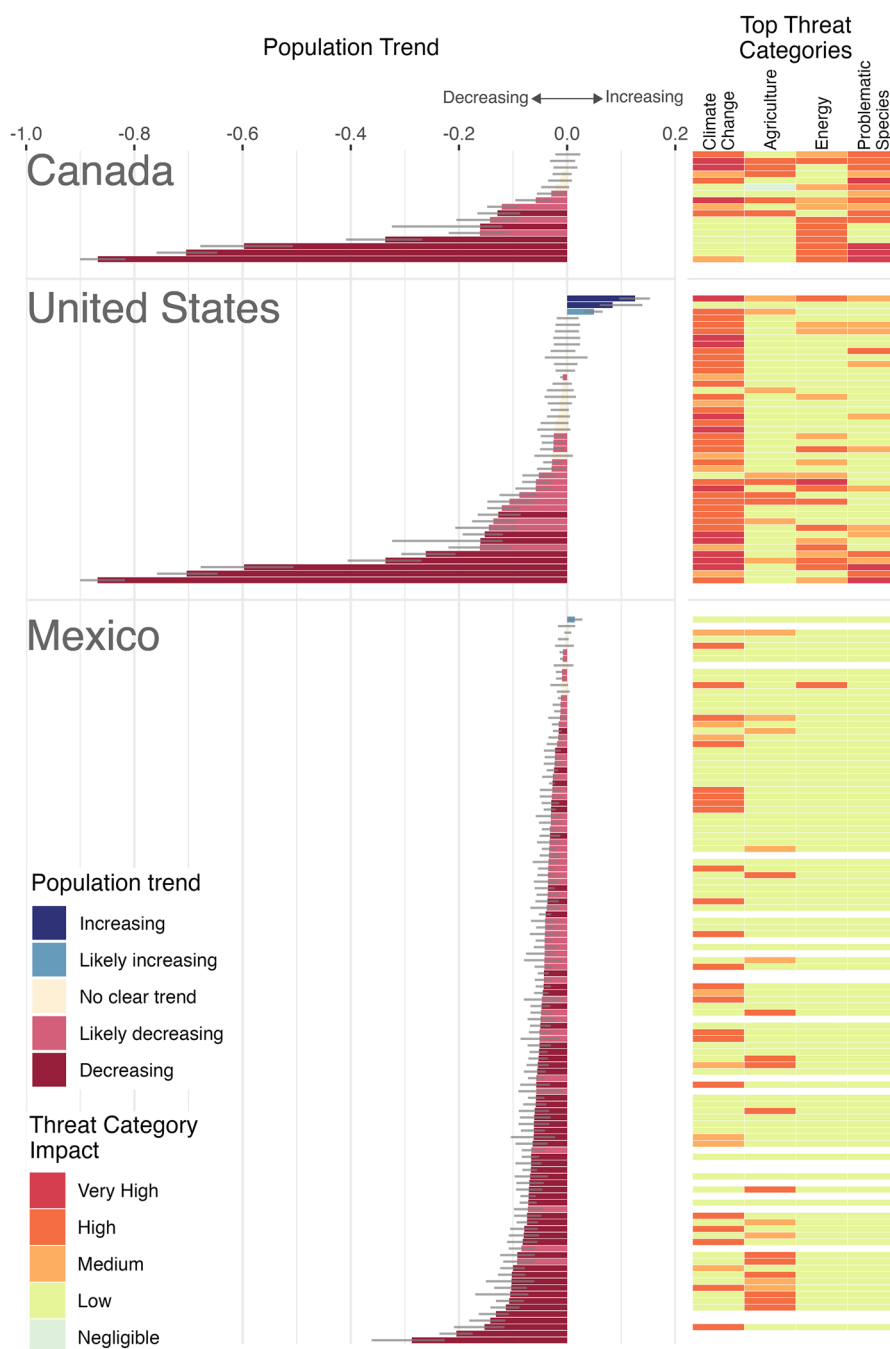 Population Trend
Top Threat
Categories
Decreasing
Increasing
Climate
Change
Agriculture
Energy
Problematic
Species
-1.0
-0.8
-0.6
-0.4
-0.2
0.0
0.2
Canada
United States
Mexico
Population trend
Increasing
Likely increasing
No clear trend
Likely decreasing
Decreasing
Threat Category
Impact
Very High
High
Medium
Low
Negligible